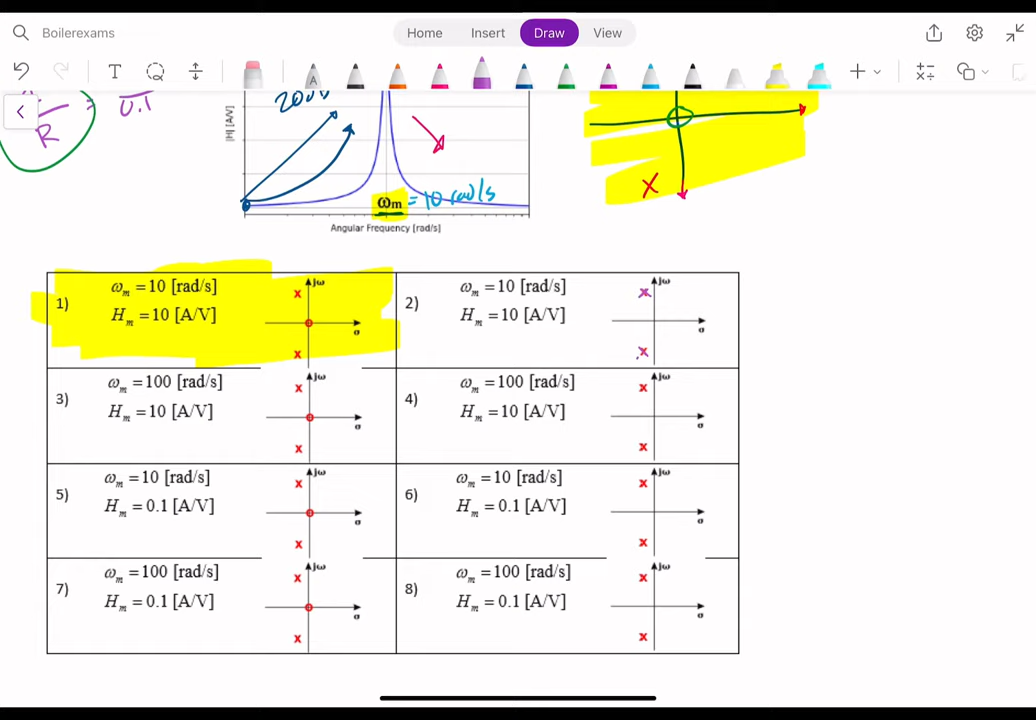 Boilerexams
Home Insert Draw View
T
A
R
=
0.1
|H| [A/V]
ωm = 10 rad/s
Angular Frequency [rad/s]
X
1) ωm = 10 [rad/s]
Hm = 10 [A/V]
x jω
σ
x
2) ωm = 10 [rad/s]
Hm = 10 [A/V]
x jω
σ
x
3) ωm = 100 [rad/s]
Hm = 10 [A/V]
x jω
σ
x
4) ωm = 100 [rad/s]
Hm = 10 [A/V]
x jω
σ
x
5) ωm = 10 [rad/s]
Hm = 0.1 [A/V]
x jω
σ
x
6) ωm = 10 [rad/s]
Hm = 0.1 [A/V]
x jω
σ
x
7) ωm = 100 [rad/s]
Hm = 0.1 [A/V]
x jω
σ
x
8) ωm = 100 [rad/s]
Hm = 0.1 [A/V]
x jω
σ
x